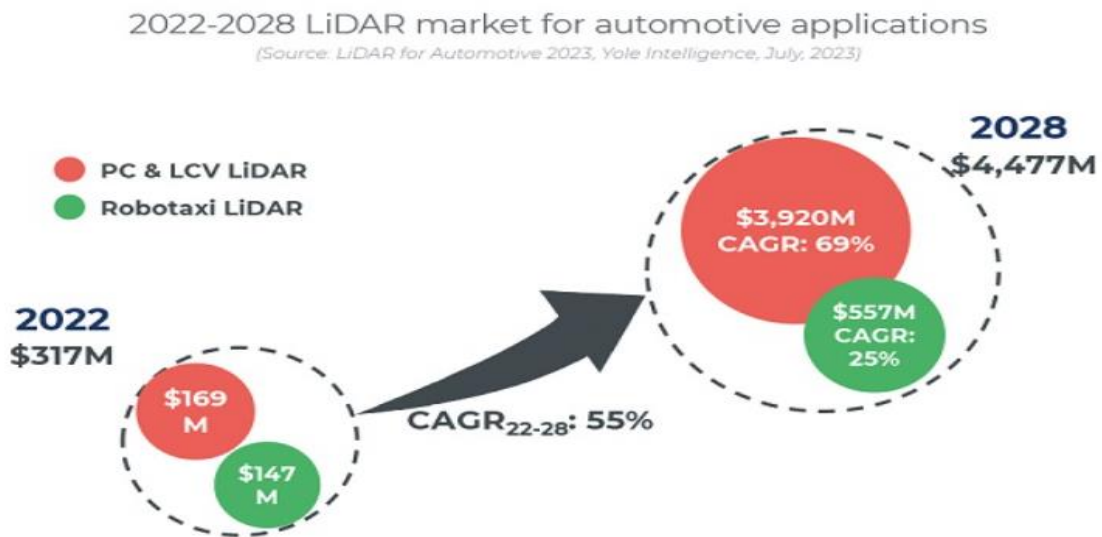 2022-2028 LiDAR market for automotive applications
(Source: LiDAR for Automotive 2023, Yole Intelligence, July, 2023)
PC & LCV LiDAR
Robotaxi LiDAR
2022
$317M
$169
M
$147
M
CAGR22-28: 55%
2028
$4,477M
$3,920M
CAGR: 69%
$557M
CAGR:
25%